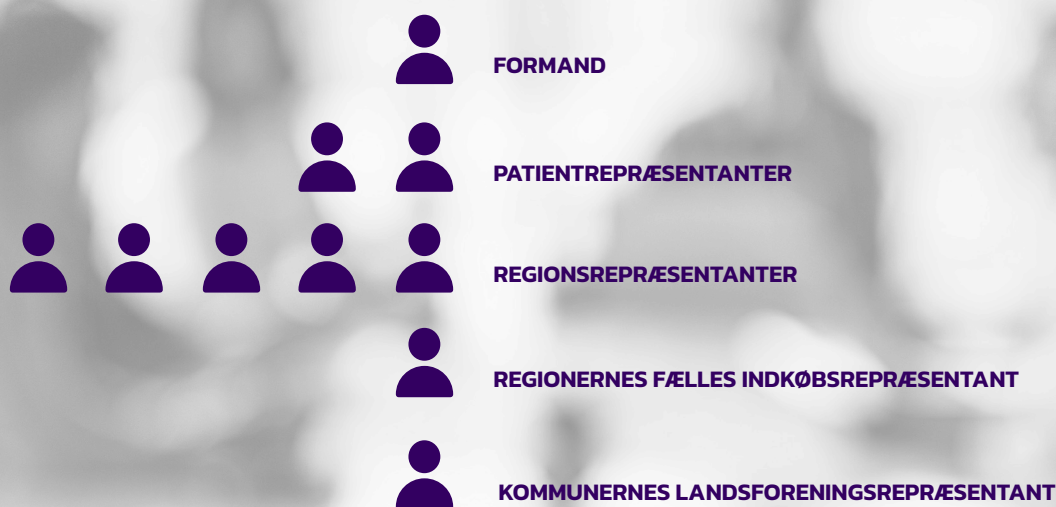 FORMAND
PATIENTREPRÆSENTANTER
REGIONSREPRÆSENTANTER
REGIONERNES FÆLLES INDKØBSREPRÆSENTANT
KOMMUNERNES LANDSFORENINGSREPRÆSENTANT